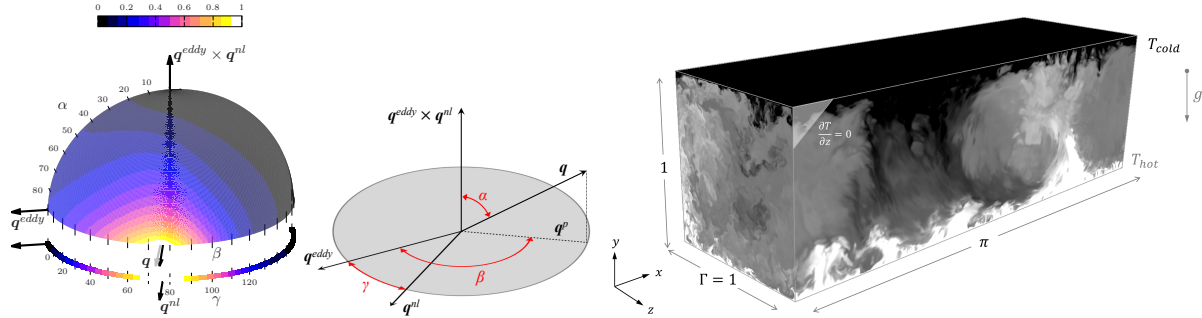 0 0.2 0.4 0.6 0.8 1
q^eddy × q^nl
α
10
20
30
40
50
60
70
80
q^eddy
q
β
0
20
40
60
80
100
120
q^nl
γ
q^eddy × q^nl
q
α
q^p
q^eddy
β
γ
q^nl
T_cold
g
∂T/∂z = 0
T_hot
1
π
Γ = 1
y
x
z